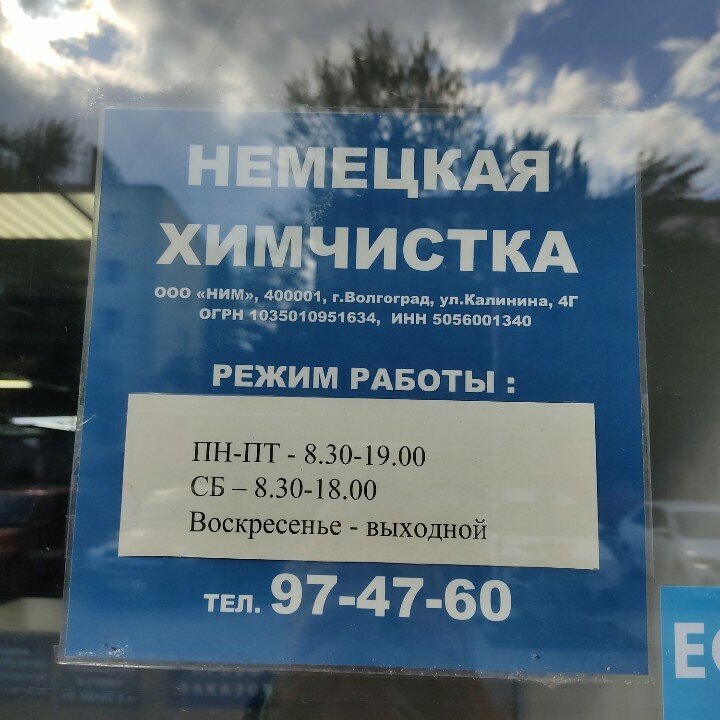 НЕМЕЦКАЯ
ХИМЧИСТКА
ООО «НИМ», 400001, г.Волгоград, ул.Калинина, 4Г
ОГРН 1035010951634, ИНН 5056001340
РЕЖИМ РАБОТЫ :
ПН-ПТ - 8.30-19.00
СБ – 8.30-18.00
Воскресенье - выходной
ТЕЛ. 97-47-60